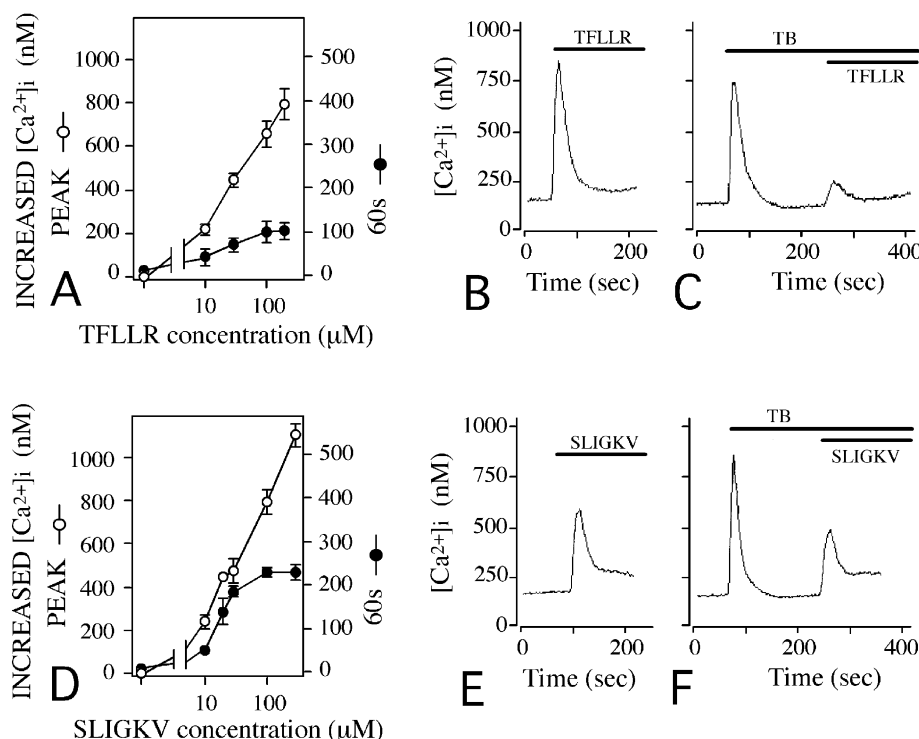 A
INCREASED [Ca²⁺]i (nM)
PEAK
1000
800
600
400
200
0
500
400
300
200
100
0
60s
10
100
TFLLR concentration (μM)
B
[Ca²⁺]i (nM)
1000
750
500
250
0
TFLLR
0
200
Time (sec)
C
TB
TFLLR
0
200
400
Time (sec)
D
INCREASED [Ca²⁺]i (nM)
PEAK
1000
800
600
400
200
0
500
400
300
200
100
0
60s
10
100
SLIGKV concentration (μM)
E
[Ca²⁺]i (nM)
1000
750
500
250
0
SLIGKV
0
200
Time (sec)
F
TB
SLIGKV
0
200
400
Time (sec)